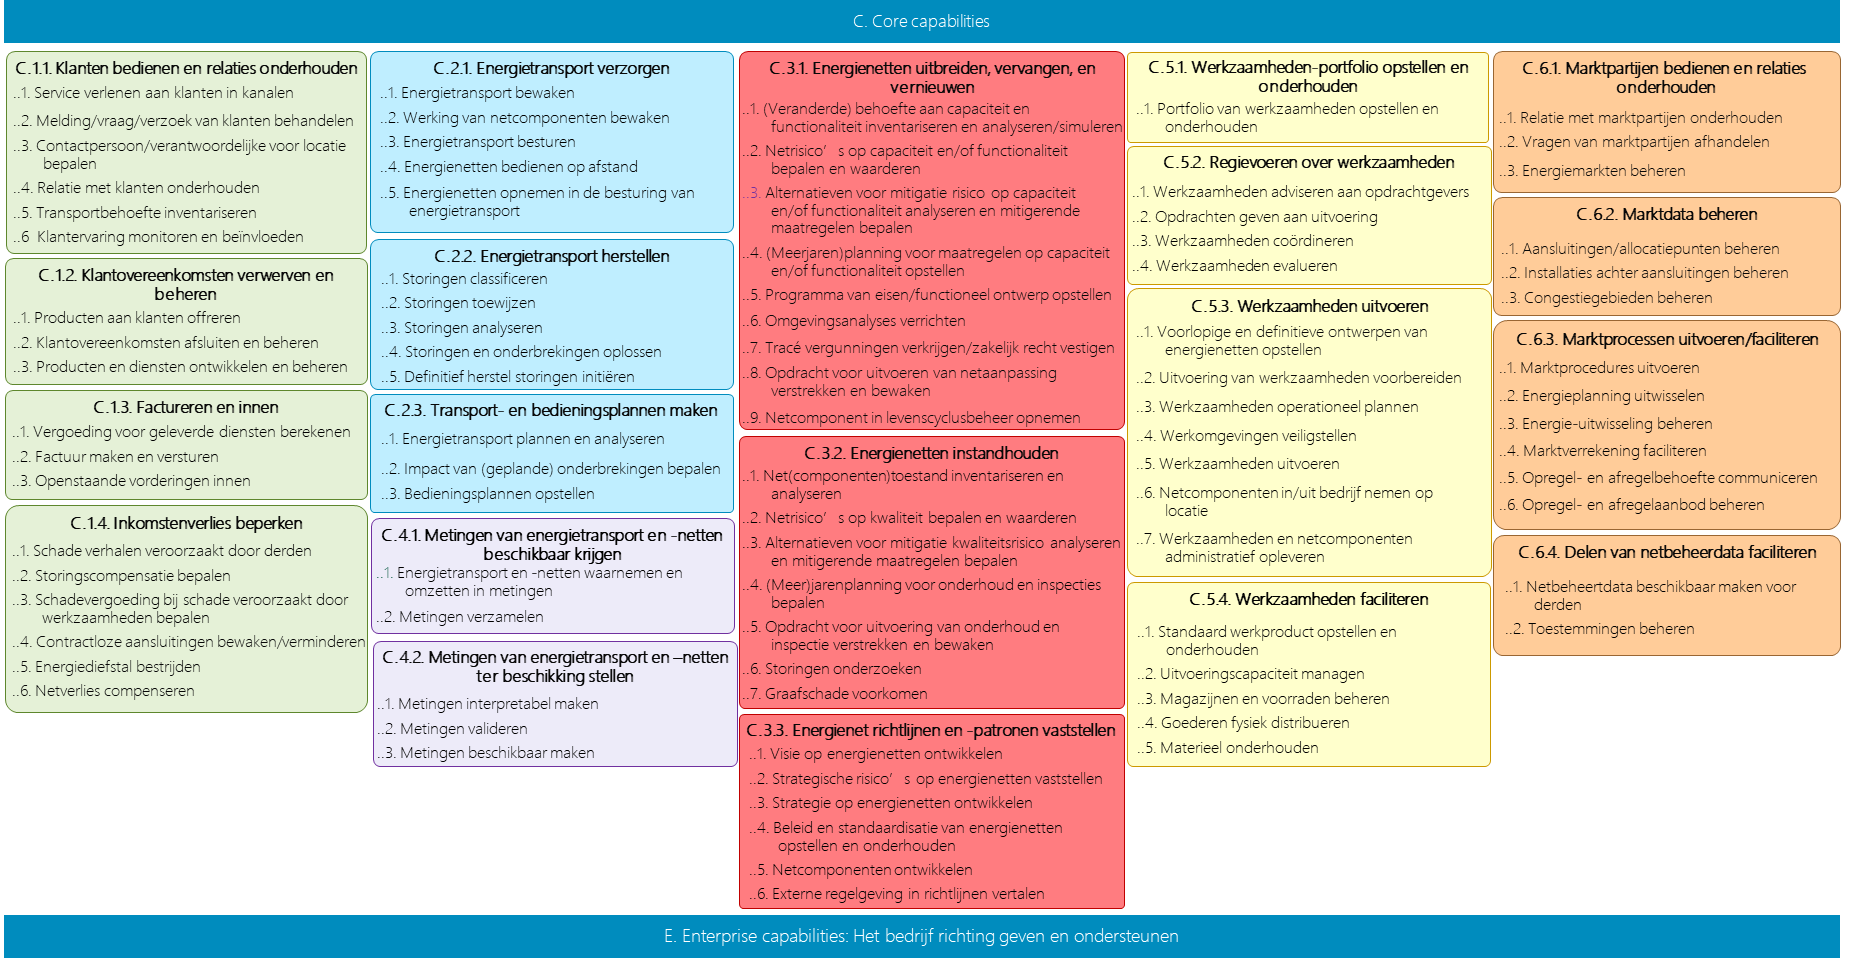 C. Core capabilities
C.1.1. Klanten bedienen en relaties onderhouden
..1. Service verlenen aan klanten in kanalen
..2. Melding/vraag/verzoek van klanten behandelen
..3. Contactpersoon/verantwoordelijke voor locatie
bepalen
..4. Relatie met klanten onderhouden
..5. Transportbehoefte inventariseren
..6 Klantervaring monitoren en beïnvloeden
C.1.2. Klantovereenkomsten verwerven en
beheren
..1. Producten aan klanten offreren
..2. Klantovereenkomsten afsluiten en beheren
..3. Producten en diensten ontwikkelen en beheren
C.1.3. Factureren en innen
..1. Vergoeding voor geleverde diensten berekenen
..2. Factuur maken en versturen
..3. Openstaande vorderingen innen
C.1.4. Inkomstenverlies beperken
..1. Schade verhalen veroorzaakt door derden
..2. Storingscompensatie bepalen
..3. Schadevergoeding bij schade veroorzaakt door
werkzaamheden bepalen
..4. Contractloze aansluitingen bewaken/verminderen
..5. Energiediefstal bestrijden
..6. Netverlies compenseren
C.2.1. Energietransport verzorgen
..1. Energietransport bewaken
..2. Werking van netcomponenten bewaken
..3. Energietransport besturen
..4. Energienetten bedienen op afstand
..5. Energienetten opnemen in de besturing van
energietransport
C.2.2. Energietransport herstellen
..1. Storingen classificeren
..2. Storingen toewijzen
..3. Storingen analyseren
..4. Storingen en onderbrekingen oplossen
..5. Definitief herstel storingen initiëren
C.2.3. Transport- en bedieningsplannen maken
..1. Energietransport plannen en analyseren
..2. Impact van (geplande) onderbrekingen bepalen
..3. Bedieningsplannen opstellen
C.4.1. Metingen van energietransport en -netten
beschikbaar krijgen
..1. Energietransport en -netten waarnemen en
omzetten in metingen
..2. Metingen verzamelen
C.4.2. Metingen van energietransport en –netten
ter beschikking stellen
..1. Metingen interpretabel maken
..2. Metingen valideren
..3. Metingen beschikbaar maken
C.3.1. Energienetten uitbreiden, vervangen, en
vernieuwen
..1. (Veranderde) behoefte aan capaciteit en
functionaliteit inventariseren en analyseren/simuleren
..2. Netrisico’s op capaciteit en/of functionaliteit
bepalen en waarderen
..3. Alternatieven voor mitigatie risico op capaciteit
en/of functionaliteit analyseren en mitigerende
maatregelen bepalen
..4. (Meerjaren)planning voor maatregelen op capaciteit
en/of functionaliteit opstellen
..5. Programma van eisen/functioneel ontwerp opstellen
..6. Omgevingsanalyses verrichten
..7. Tracé vergunningen verkrijgen/zakelijk recht vestigen
..8. Opdracht voor uitvoeren van netaanpassing
verstrekken en bewaken
..9. Netcomponent in levenscyclusbeheer opnemen
C.3.2. Energienetten instandhouden
..1. Net(componenten)toestand inventariseren en
analyseren
..2. Netrisico’s op kwaliteit bepalen en waarderen
..3. Alternatieven voor mitigatie kwaliteitsrisico analyseren
en mitigerende maatregelen bepalen
..4. (Meer)jarenplanning voor onderhoud en inspecties
bepalen
..5. Opdracht voor uitvoering van onderhoud en
inspectie verstrekken en bewaken
..6. Storingen onderzoeken
..7. Graafschade voorkomen
C.3.3. Energienet richtlijnen en -patronen vaststellen
..1. Visie op energienetten ontwikkelen
..2. Strategische risico’s op energienetten vaststellen
..3. Strategie op energienetten ontwikkelen
..4. Beleid en standaardisatie van energienetten
opstellen en onderhouden
..5. Netcomponenten ontwikkelen
..6. Externe regelgeving in richtlijnen vertalen
C.5.1. Werkzaamheden-portfolio opstellen en
onderhouden
..1. Portfolio van werkzaamheden opstellen en
onderhouden
C.5.2. Regievoeren over werkzaamheden
..1. Werkzaamheden adviseren aan opdrachtgevers
..2. Opdrachten geven aan uitvoering
..3. Werkzaamheden coördineren
..4. Werkzaamheden evalueren
C.5.3. Werkzaamheden uitvoeren
..1. Voorlopige en definitieve ontwerpen van
energienetten opstellen
..2. Uitvoering van werkzaamheden voorbereiden
..3. Werkzaamheden operationeel plannen
..4. Werkomgevingen veiligstellen
..5. Werkzaamheden uitvoeren
..6. Netcomponenten in/uit bedrijf nemen op
locatie
..7. Werkzaamheden en netcomponenten
administratief opleveren
C.5.4. Werkzaamheden faciliteren
..1. Standaard werkproduct opstellen en
onderhouden
..2. Uitvoeringscapaciteit managen
..3. Magazijnen en voorraden beheren
..4. Goederen fysiek distribueren
..5. Materieel onderhouden
C.6.1. Marktpartijen bedienen en relaties
onderhouden
..1. Relatie met marktpartijen onderhouden
..2. Vragen van marktpartijen afhandelen
..3. Energiemarkten beheren
C.6.2. Marktdata beheren
..1. Aansluitingen/allocatiepunten beheren
..2. Installaties achter aansluitingen beheren
..3. Congestiegebieden beheren
C.6.3. Marktprocessen uitvoeren/faciliteren
..1. Marktprocedures uitvoeren
..2. Energieplanning uitwisselen
..3. Energie-uitwisseling beheren
..4. Marktverrekening faciliteren
..5. Opregel- en afregelbehoefte communiceren
..6. Opregel- en afregelaanbod beheren
C.6.4. Delen van netbeheerdata faciliteren
..1. Netbeheertdata beschikbaar maken voor
derden
..2. Toestemmingen beheren
E. Enterprise capabilities: Het bedrijf richting geven en ondersteunen